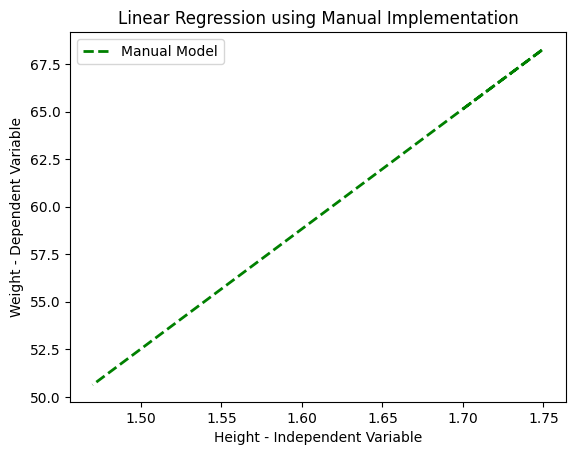 Linear Regression using Manual Implementation
Manual Model
67.5
65.0
62.5
60.0
57.5
55.0
52.5
50.0
Weight - Dependent Variable
1.50 1.55 1.60 1.65 1.70 1.75
Height - Independent Variable